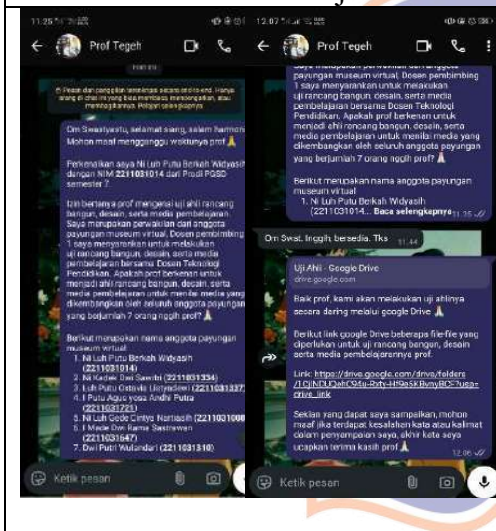 11.25
Prof Tegeh
Pesan dan panggilan terenkripsi secara end-to-end. Hanya
orang di chat ini yang bisa membaca, mendengarkan, atau
membagikannya. Pelajari selengkapnya
Om Swastyastu, selamat siang, salam harmoni
Mohon maaf mengganggu waktunya prof 🙏
Perkenalkan saya Ni Luh Putu Berkah Widyasih
dengan NIM 2211031014 dari Prodi PGSD
semester 7
Izin bertanya prof mengenai uji ahli rancang
bangun, desain, serta media pembelajaran.
Saya merupakan perwakilan dari anggota
payungan museum virtual. Dosen pembimbing
1 saya menyarankan untuk melakukan
uji rancang bangun, desain, serta media
pembelajaran bersama Dosen Teknologi
Pendidikan. Apakah prof berkenan untuk
menjadi ahli rancang bangun, desain, serta
media pembelajaran untuk menilai media yang
dikembangkan oleh seluruh anggota payungan
yang berjumlah 7 orang nggih prof? 🙏
Berikut merupakan nama anggota payungan
museum virtual
1. Ni Luh Putu Berkah Widyasih
(2211031014)
2. Ni Kadek Dwi Sawitri (2211031334)
3. Luh Putu Octavia Listyadewi (2211031337)
4. I Putu Agus yosa Andhi Putra
(2211031721)
5. Ni Luh Gede Cintya Narmasih (2211031008
6. I Made Dwi Rama Sastrawan
(2211031647)
7. Dwi Putri Wulandari (2211031310)
Ketik pesan
12.07
Prof Tegeh
Saya merupakan perwakilan dari anggota
payungan museum virtual. Dosen pembimbing
1 saya menyarankan untuk melakukan
uji rancang bangun, desain, serta media
pembelajaran bersama Dosen Teknologi
Pendidikan. Apakah prof berkenan untuk
menjadi ahli rancang bangun, desain, serta
media pembelajaran untuk menilai media yang
dikembangkan oleh seluruh anggota payungan
yang berjumlah 7 orang nggih prof? 🙏
Berikut merupakan nama anggota payungan
museum virtual
1. Ni Luh Putu Berkah Widyasih
(2211031014... Baca selengkapnya 11.35
Om Swast. Inggih, bersedia. Tks 11.44
Uji Ahli - Google Drive
drive.google.com
Baik prof, kami akan melakukan uji ahlinya
secara daring melalui google Drive 🙏
Berikut link google Drive beberapa file-file yang
diperlukan untuk uji rancang bangun, desain
serta media pembelajarannya prof.
Link: https://drive.google.com/drive/folders
drive_link
Sekian yang dapat saya sampaikan, mohon
maaf jika terdapat kesalahan kata atau kalimat
dalam penyampaian saya, akhir kata saya
ucapkan terima kasih prof 🙏
12.06
Ketik pesan